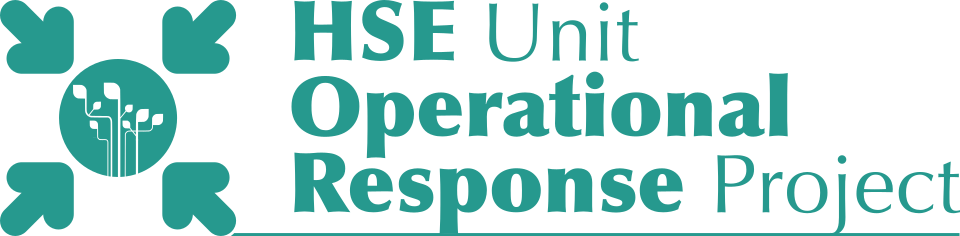 HSE Unit
Operational
Response Project